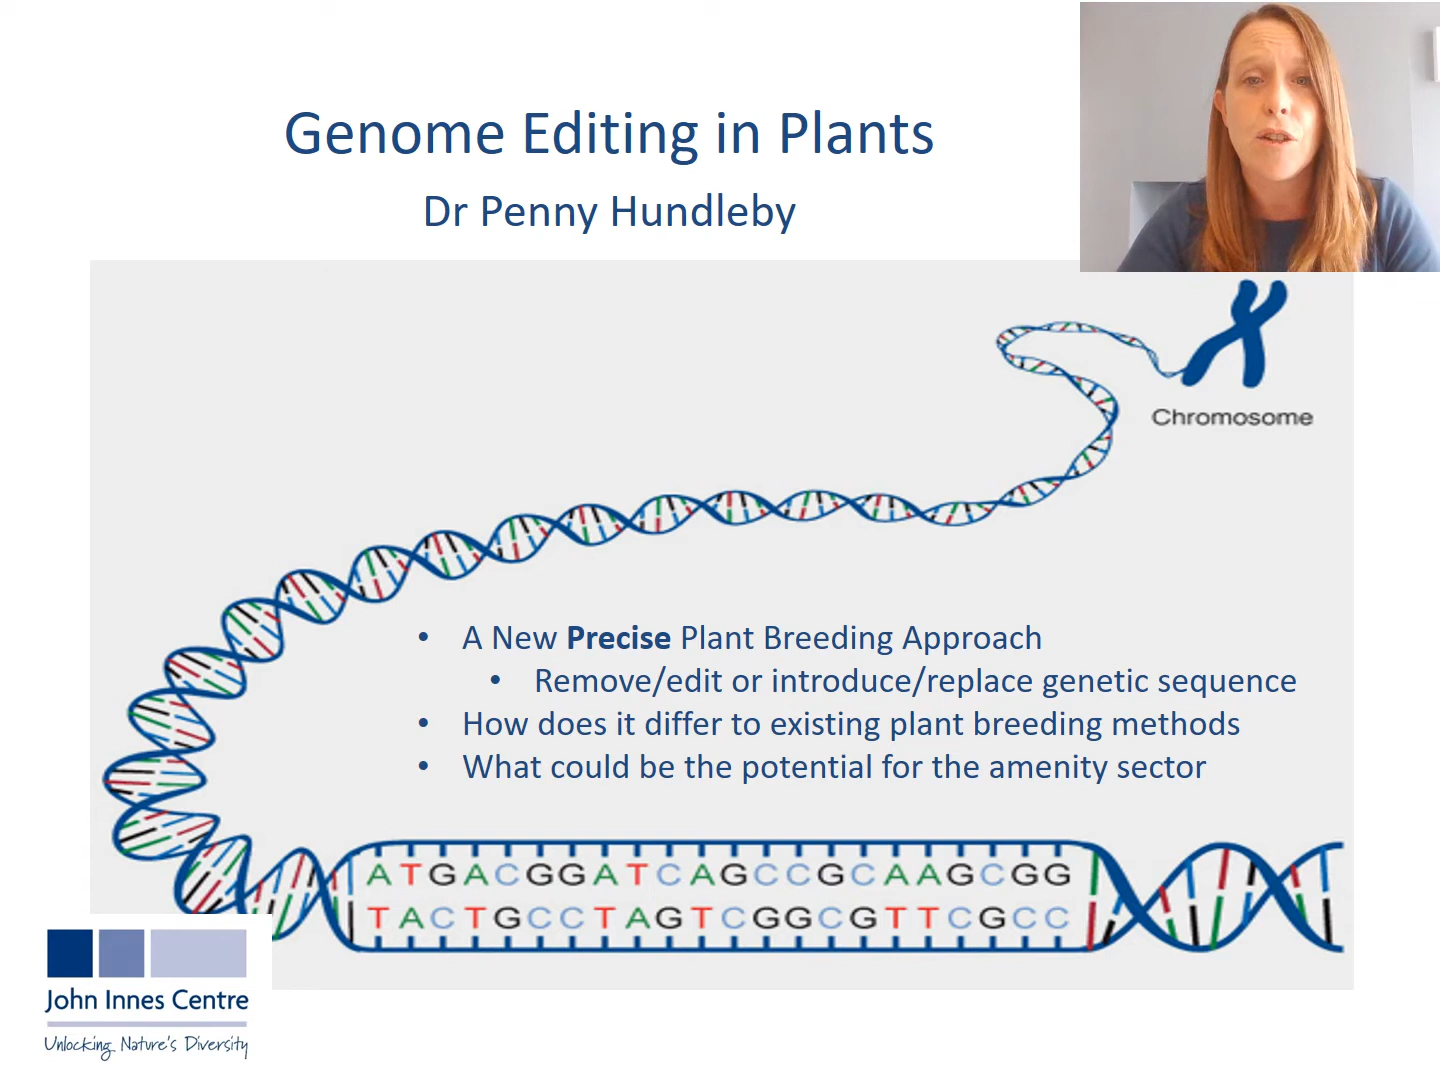 Genome Editing in Plants
Dr Penny Hundleby
Chromosome
• A New Precise Plant Breeding Approach
• Remove/edit or introduce/replace genetic sequence
• How does it differ to existing plant breeding methods
• What could be the potential for the amenity sector
ATGACGGATCAGCCGCAAGCGG
TACTGCCTAGTCGGCGTTCGCC
John Innes Centre
Unlocking Nature's Diversity